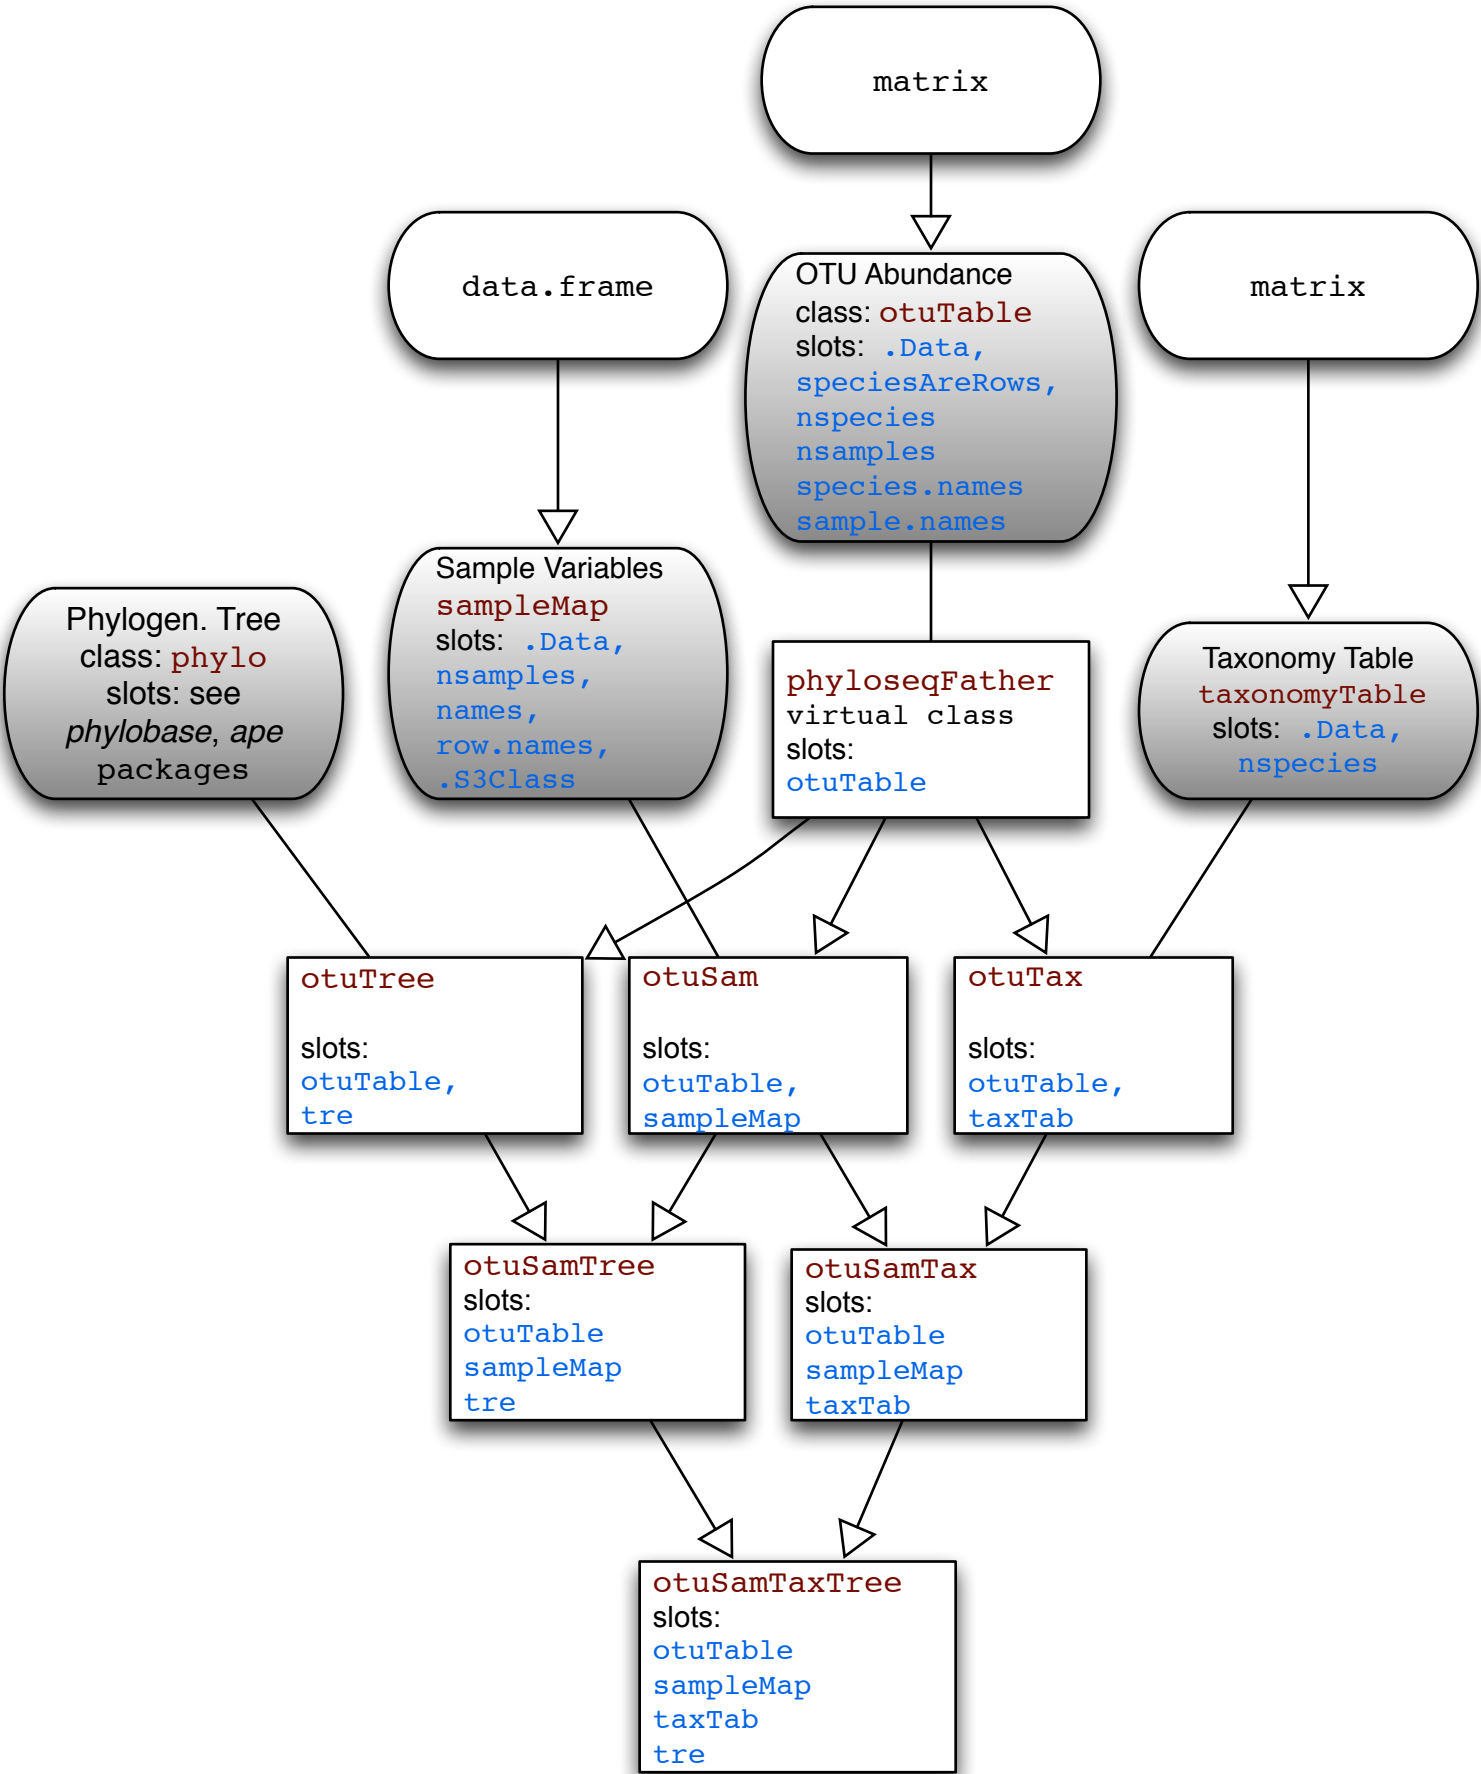 matrix
data.frame
OTU Abundance
class: otuTable
slots: .Data,
speciesAreRows,
nspecies
nsamples
species.names
sample.names
matrix
Phylogen. Tree
class: phylo
slots: see
phylobase, ape
packages
Sample Variables
sampleMap
slots: .Data,
nsamples,
names,
row.names,
.S3Class
phyloseqFather
virtual class
slots:
otuTable
Taxonomy Table
taxonomyTable
slots: .Data,
nspecies
otuTree
slots:
otuTable,
tre
otuSam
slots:
otuTable,
sampleMap
otuTax
slots:
otuTable,
taxTab
otuSamTree
slots:
otuTable
sampleMap
tre
otuSamTax
slots:
otuTable
sampleMap
taxTab
otuSamTaxTree
slots:
otuTable
sampleMap
taxTab
tre